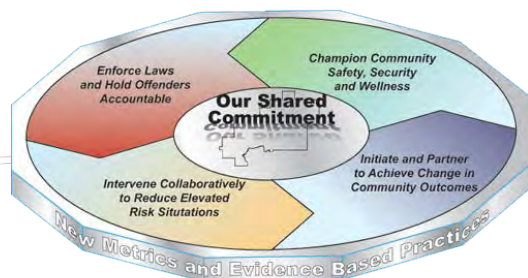 Enforce Laws
and Hold Offenders
Accountable
Champion Community
Safety, Security
and Wellness
Our Shared
Commitment
Intervene Collaboratively
to Reduce Elevated
Risk Situtations
Initiate and Partner
to Achieve Change in
Community Outcomes
New Metrics and Evidence Based Practices